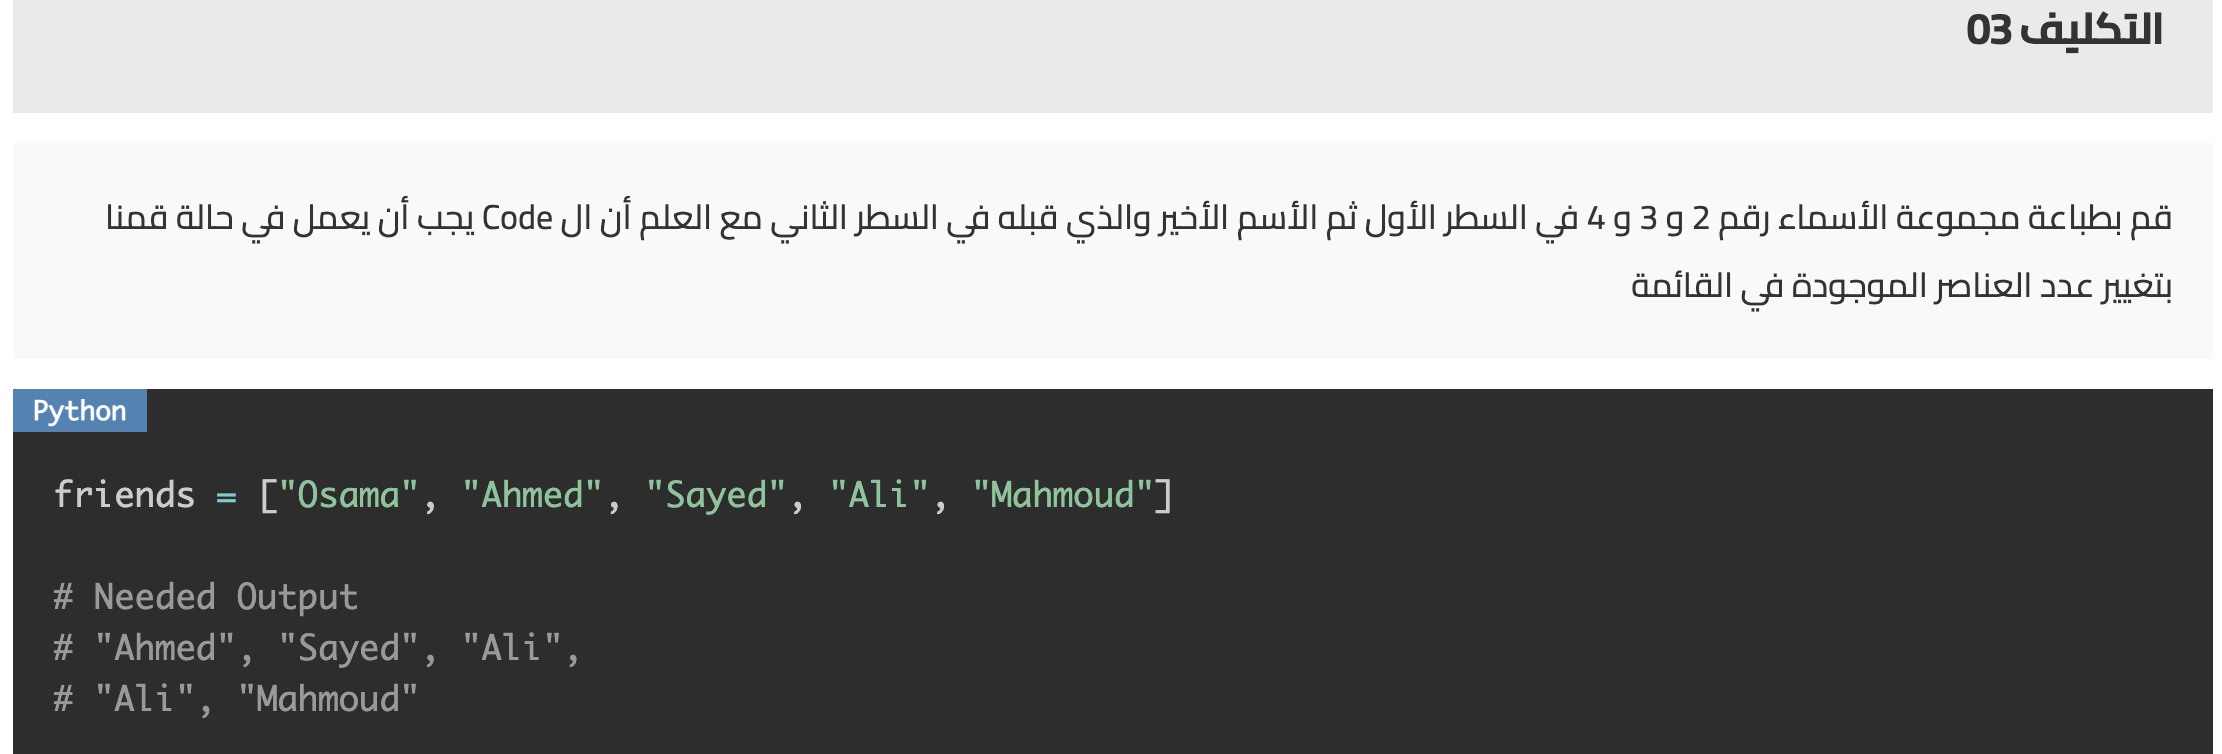 التكليف 03
قم بطباعة مجموعة الأسماء رقم 2 و 3 و 4 في السطر الأول ثم الأسم الأخير والذي قبله في السطر الثاني مع العلم أن ال Code يجب أن يعمل في حالة قمنا
بتغيير عدد العناصر الموجودة في القائمة
Python
friends = ["Osama", "Ahmed", "Sayed", "Ali", "Mahmoud"]
# Needed Output
# "Ahmed", "Sayed", "Ali",
# "Ali", "Mahmoud"